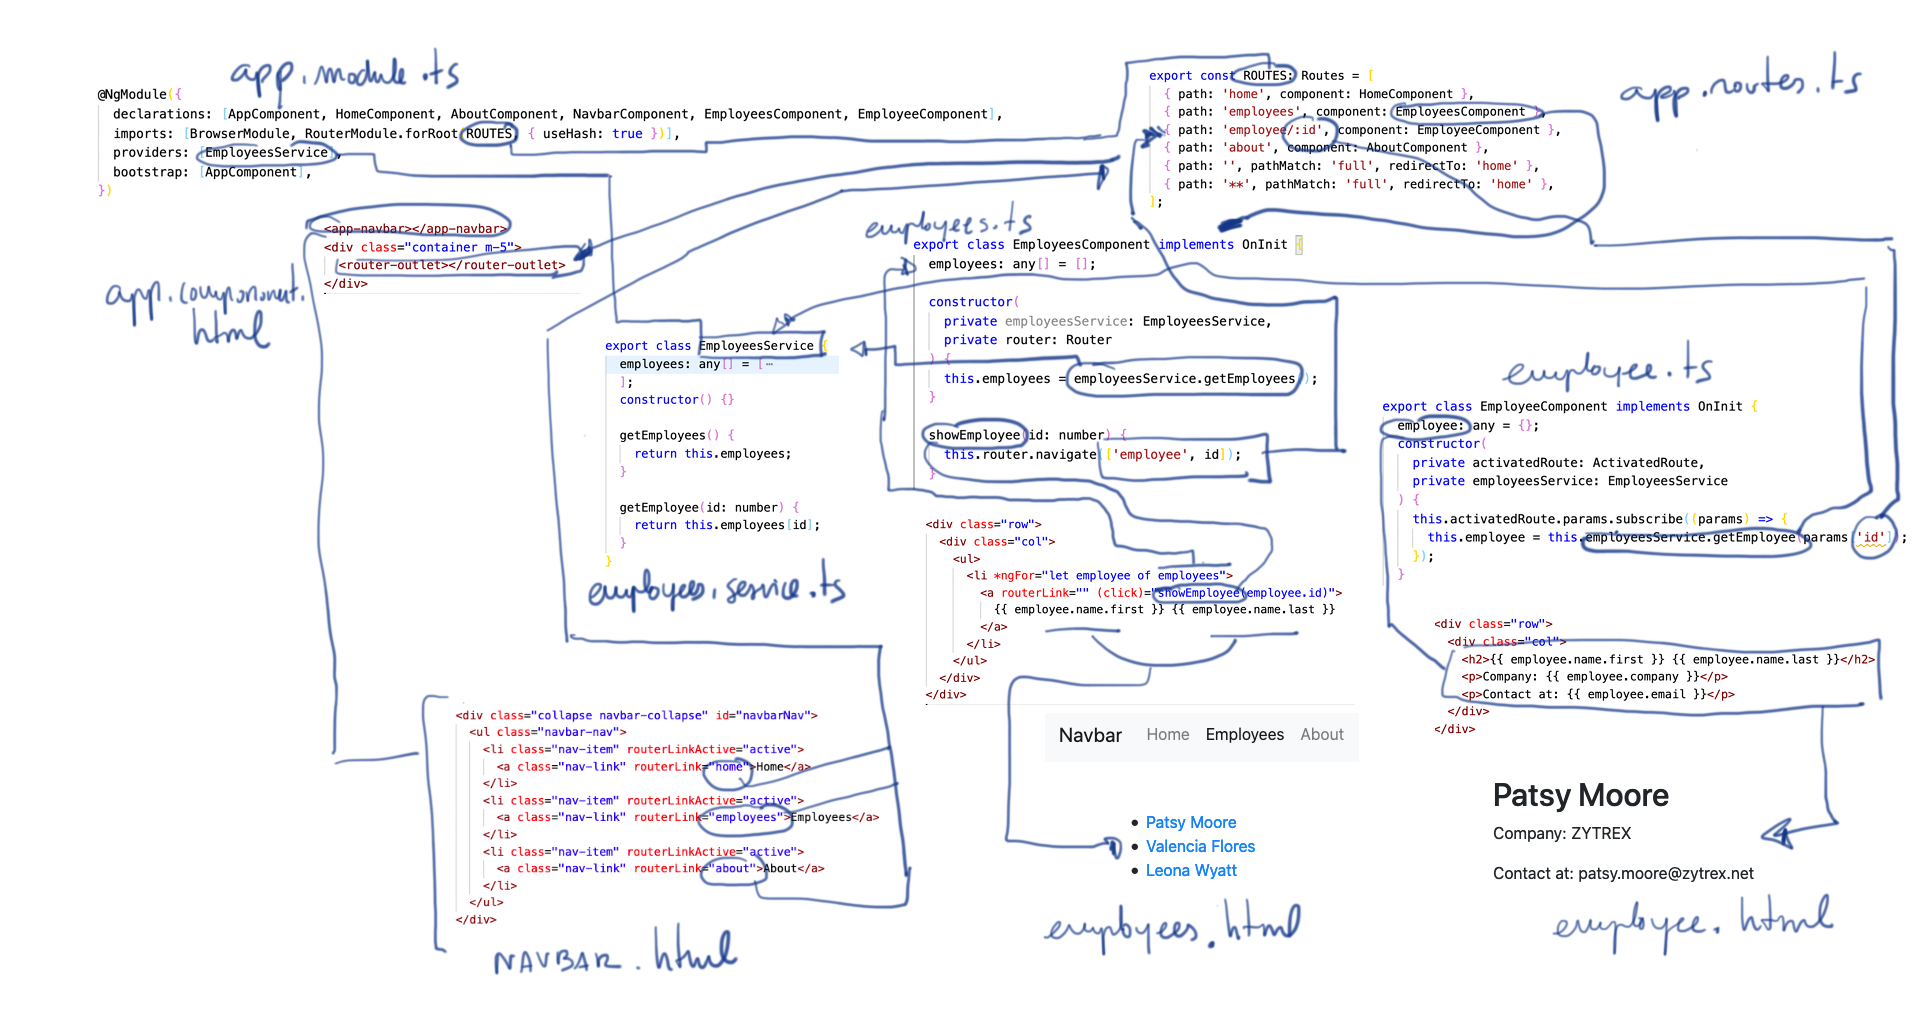 app.module.ts
@NgModule({
declarations: [AppComponent, HomeComponent, AboutComponent, NavbarComponent, EmployeesComponent, EmployeeComponent],
imports: [BrowserModule, RouterModule.forRoot(ROUTES, { useHash: true })],
providers: [EmployeesService],
bootstrap: [AppComponent],
})
app.routes.ts
export const ROUTES: Routes = [
{ path: 'home', component: HomeComponent },
{ path: 'employees', component: EmployeesComponent },
{ path: 'employee/:id', component: EmployeeComponent },
{ path: 'about', component: AboutComponent },
{ path: '', pathMatch: 'full', redirectTo: 'home' },
{ path: '**', pathMatch: 'full', redirectTo: 'home' },
];
<app-navbar></app-navbar>
<div class="container m-5">
<router-outlet></router-outlet>
</div>
app.compononent.
html
export class EmployeesService {
employees: any[] = [⋯
];
constructor() {}
getEmployees() {
return this.employees;
}
getEmployee(id: number) {
return this.employees[id];
}
}
employees.service.ts
employees.ts
export class EmployeesComponent implements OnInit {
employees: any[] = [];
constructor(
private employeesService: EmployeesService,
private router: Router
) {
this.employees = employeesService.getEmployees();
}
showEmployee(id: number) {
this.router.navigate(['employee', id]);
}
<div class="row">
<div class="col">
<ul>
<li *ngFor="let employee of employees">
<a routerLink="" (click)="showEmployee(employee.id)">
{{ employee.name.first }} {{ employee.name.last }}
</a>
</li>
</ul>
</div>
</div>
Navbar Home Employees About
Patsy Moore
Valencia Flores
Leona Wyatt
employees.html
employee.ts
export class EmployeeComponent implements OnInit {
employee: any = {};
constructor(
private activatedRoute: ActivatedRoute,
private employeesService: EmployeesService
) {
this.activatedRoute.params.subscribe((params) => {
this.employee = this.employeesService.getEmployee(params['id']);
});
}
<div class="row">
<div class="col">
<h2>{{ employee.name.first }} {{ employee.name.last }}</h2>
<p>Company: {{ employee.company }}</p>
<p>Contact at: {{ employee.email }}</p>
</div>
</div>
Patsy Moore
Company: ZYTREX
Contact at: patsy.moore@zytrex.net
employee.html
<div class="collapse navbar-collapse" id="navbarNav">
<ul class="navbar-nav">
<li class="nav-item" routerLinkActive="active">
<a class="nav-link" routerLink="home">Home</a>
</li>
<li class="nav-item" routerLinkActive="active">
<a class="nav-link" routerLink="employees">Employees</a>
</li>
<li class="nav-item" routerLinkActive="active">
<a class="nav-link" routerLink="about">About</a>
</li>
</ul>
</div>
NAVBAR.html